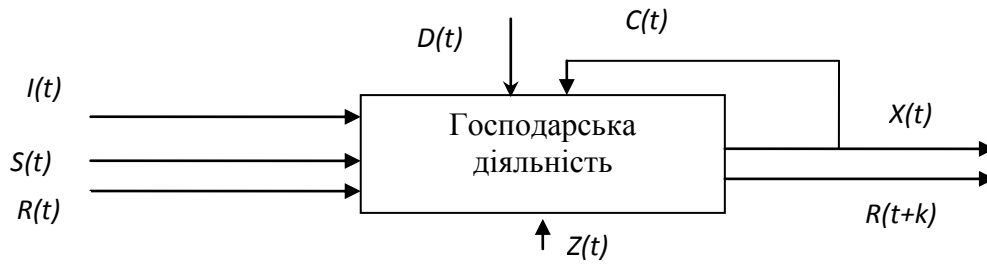 C(t)
D(t)
I(t)
X(t)
Господарська
діяльність
S(t)
R(t)
R(t+k)
Z(t)